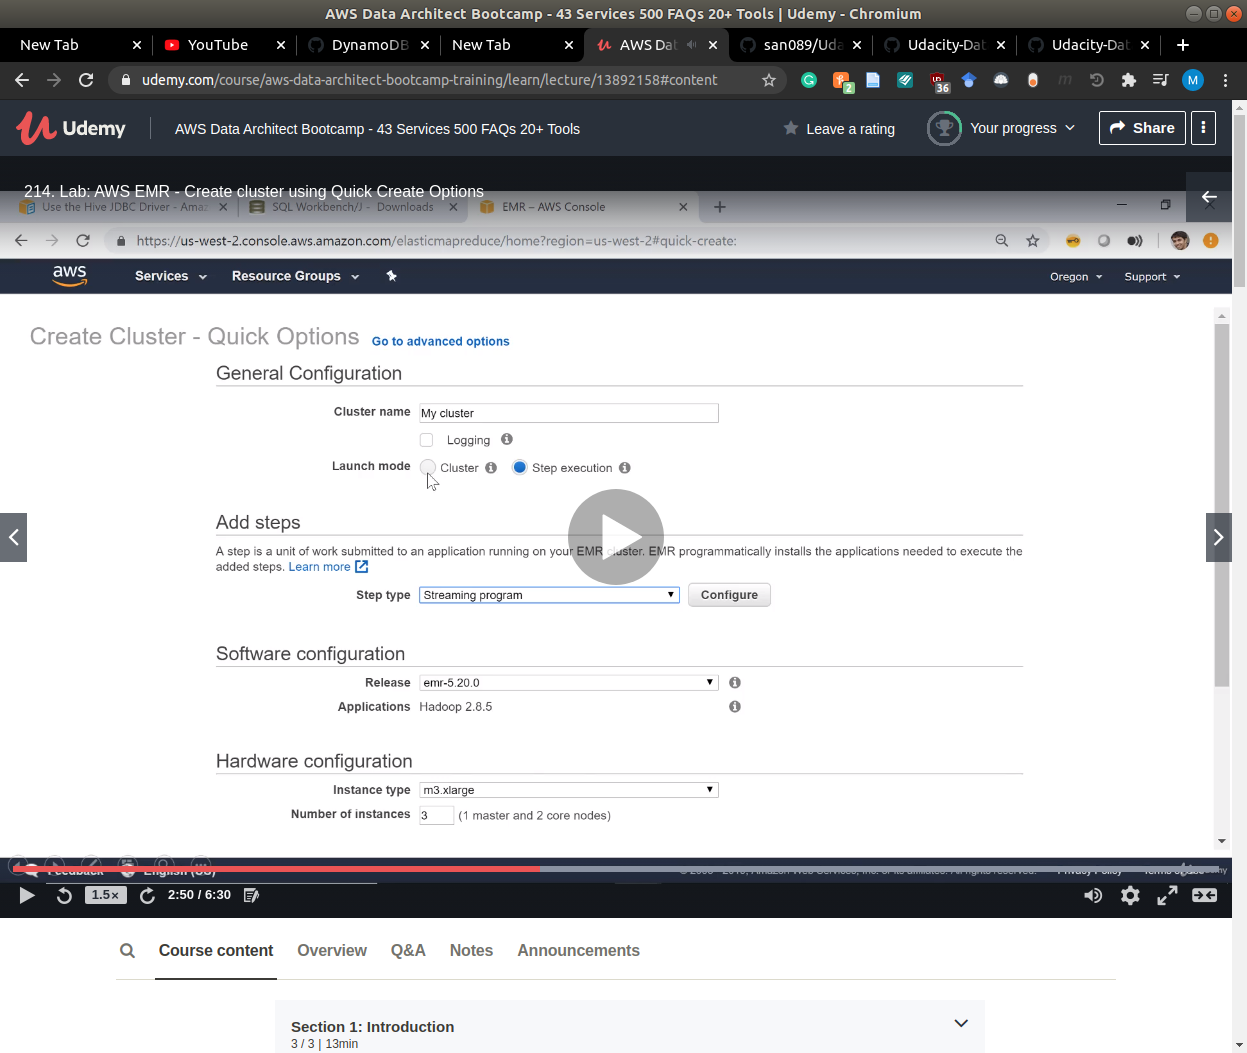 AWS Data Architect Bootcamp - 43 Services 500 FAQs 20+ Tools | Udemy - Chromium
New Tab YouTube DynamoDB New Tab AWS Dat san089/Uda Udacity-Dat Udacity-Dat
udemy.com/course/aws-data-architect-bootcamp-training/learn/lecture/13892158#content 2 36 M
Udemy AWS Data Architect Bootcamp - 43 Services 500 FAQs 20+ Tools Leave a rating Your progress Share
214. Lab: AWS EMR - Create cluster using Quick Create Options
Use the Hive JDBC Driver - Amaz SQL Workbench/J - Downloads EMR – AWS Console
https://us-west-2.console.aws.amazon.com/elasticmapreduce/home?region=us-west-2#quick-create:
aws Services Resource Groups Oregon Support
Create Cluster - Quick Options Go to advanced options
General Configuration
Cluster name My cluster
Logging
Launch mode Cluster Step execution
Add steps
A step is a unit of work submitted to an application running on your EMR cluster. EMR programmatically installs the applications needed to execute the
added steps. Learn more
Step type Streaming program Configure
Software configuration
Release emr-5.20.0
Applications Hadoop 2.8.5
Hardware configuration
Instance type m3.xlarge
Number of instances 3 (1 master and 2 core nodes)
Feedback English (US) Privacy Policy
1.5× 2:50 / 6:30
Course content Overview Q&A Notes Announcements
Section 1: Introduction
3 / 3 | 13min